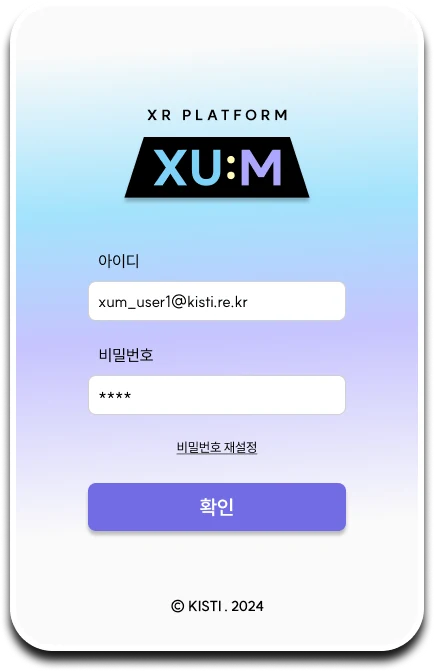 XR PLATFORM
XU:M
아이디
xum_user1@kisti.re.kr
비밀번호
****
비밀번호 재설정
확인
© KISTI . 2024